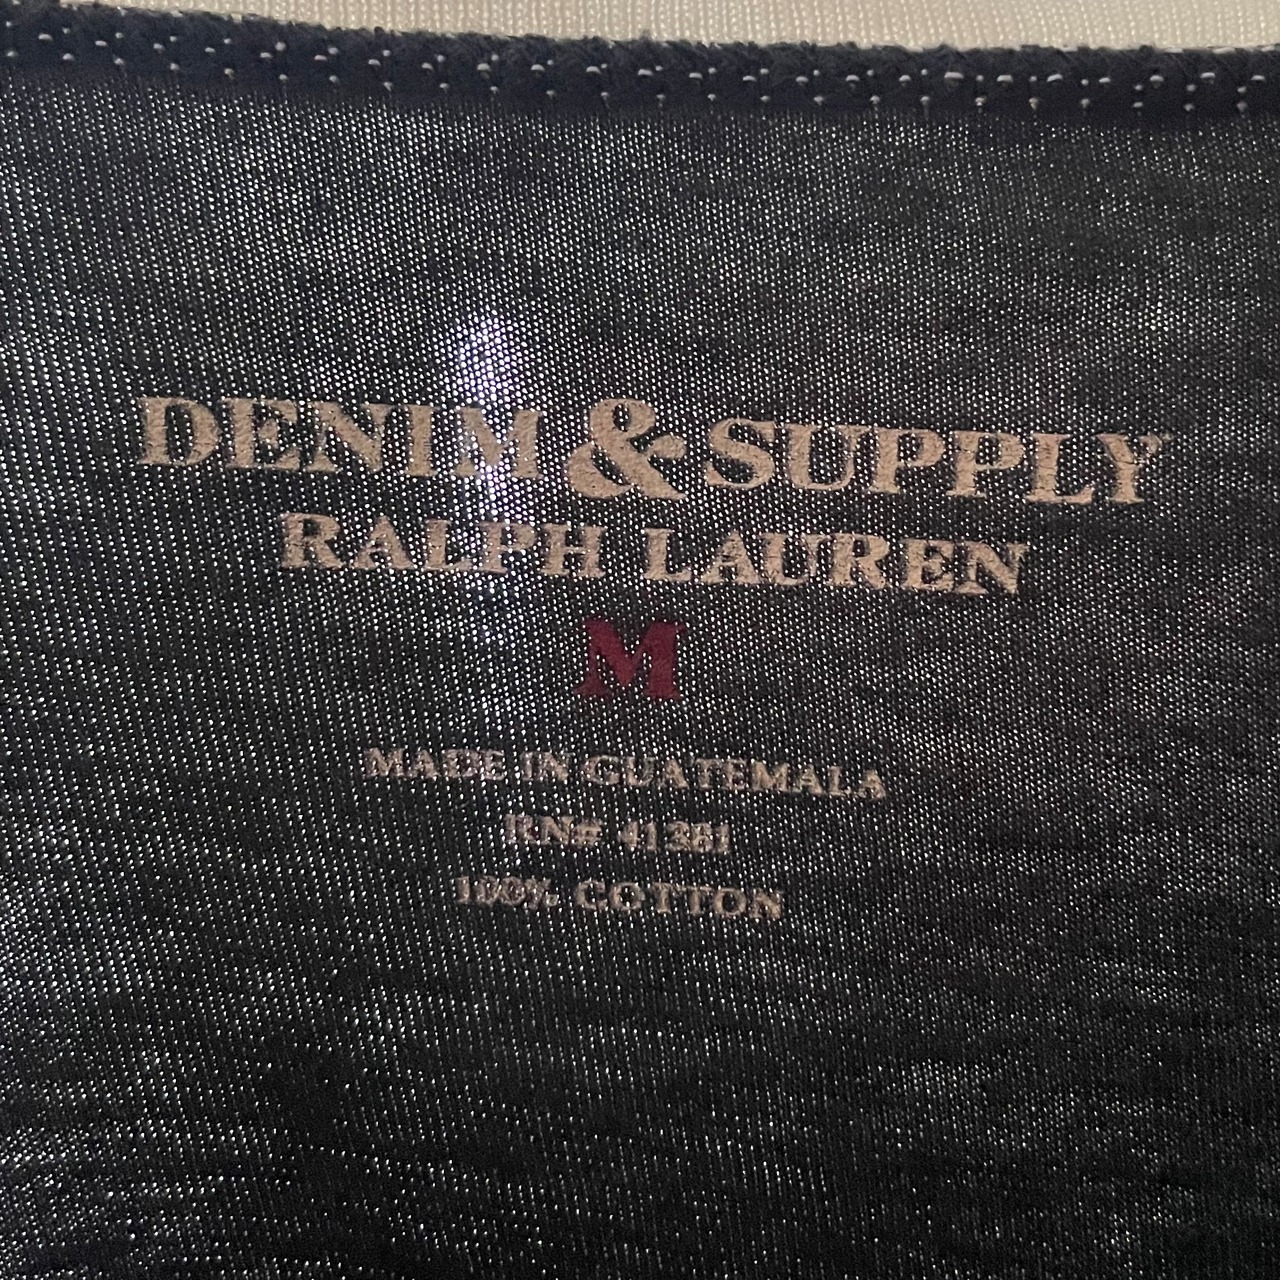 DENIM & SUPPLY
RALPH LAUREN
M
MADE IN GUATEMALA
RN# 41381
100% COTTON